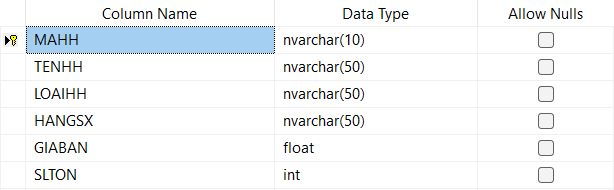 Column Name Data Type Allow Nulls
MAHH nvarchar(10)
TENHH nvarchar(50)
LOAIHH nvarchar(50)
HANGSX nvarchar(50)
GIABAN float
SLTON int